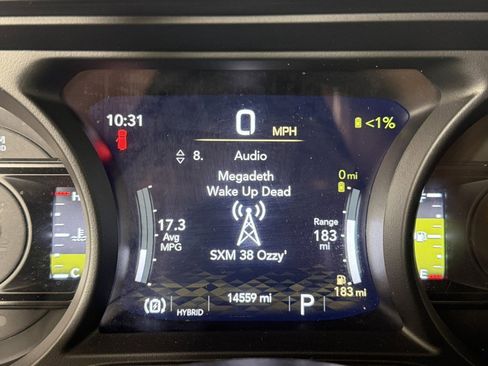 10:31
0 MPH
<1%
8. Audio
Megadeth
Wake Up Dead
0 mi
17.3
Avg
MPG
Range
183
mi
SXM 38 Ozzy'
183 mi
HYBRID
14559 mi
P
H
C
F
E